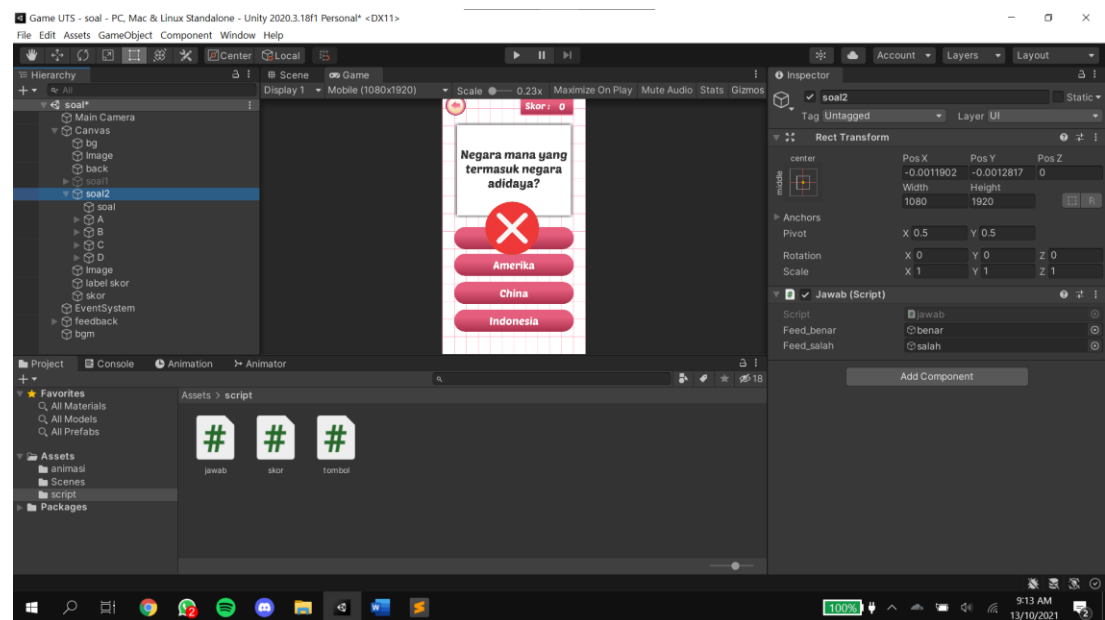 Game UTS - soal - PC, Mac & Linux Standalone - Unity 2020.3.18f1 Personal* <DX11>
File Edit Assets GameObject Component Window Help
Center Local
Account Layers Layout
Hierarchy
All
soal*
Main Camera
Canvas
bg
Image
back
soal1
soal2
soal
A
B
C
D
Image
label skor
skor
EventSystem
feedback
bgm
Scene Game
Display 1 Mobile (1080x1920) Scale 0.23x Maximize On Play Mute Audio Stats Gizmos
Skor : 0
Negara mana yang
termasuk negara
adidaya?
Amerika
China
Indonesia
Inspector
soal2 Static
Tag Untagged Layer UI
Rect Transform
center
middle
Pos X Pos Y Pos Z
-0.0011902 -0.0012817 0
Width Height
1080 1920
R
Anchors
Pivot X 0.5 Y 0.5
Rotation X 0 Y 0 Z 0
Scale X 1 Y 1 Z 1
# Jawab (Script)
Script jawab
Feed_benar benar
Feed_salah salah
Add Component
Project Console Animation Animator
18
Favorites
All Materials
All Models
All Prefabs
Assets
animasi
Scenes
script
Packages
Assets > script
# # #
jawab skor tombol
100%
9:13 AM
13/10/2021
2
2